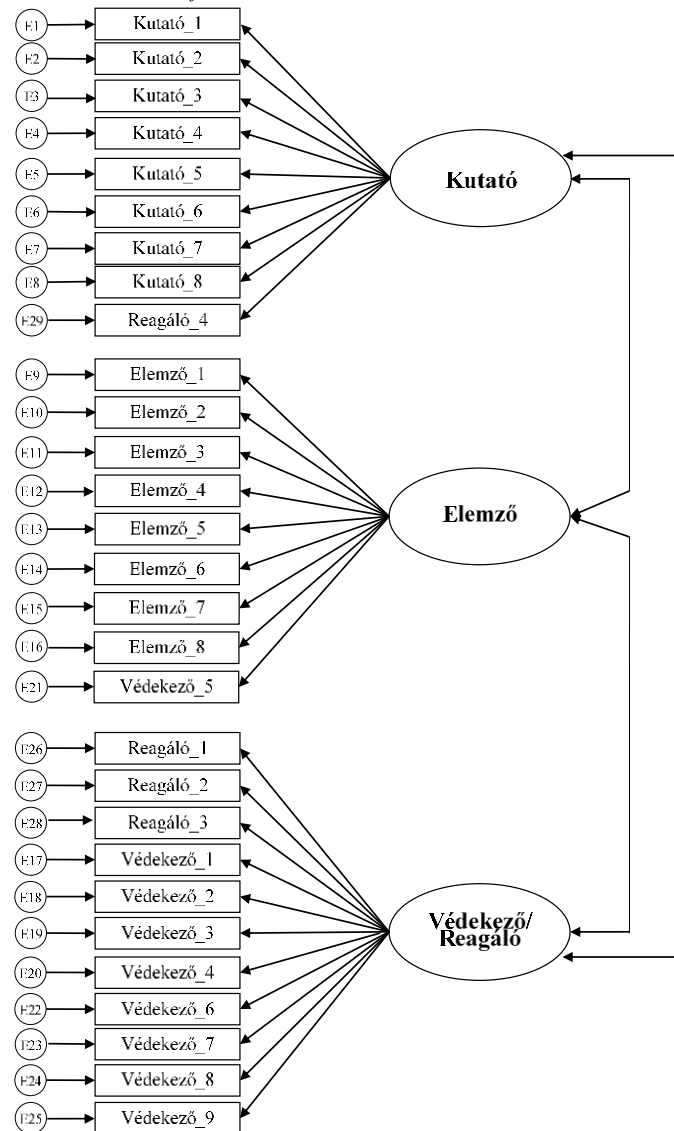 E1 Kutató_1
E2 Kutató_2
E3 Kutató_3
E4 Kutató_4
E5 Kutató_5
E6 Kutató_6
E7 Kutató_7
E8 Kutató_8
E29 Reagáló_4
Kutató
E9 Elemző_1
E10 Elemző_2
E11 Elemző_3
E12 Elemző_4
E13 Elemző_5
E14 Elemző_6
E15 Elemző_7
E16 Elemző_8
E21 Védekező_5
Elemző
E26 Reagáló_1
E27 Reagáló_2
E28 Reagáló_3
E17 Védekező_1
E18 Védekező_2
E19 Védekező_3
E20 Védekező_4
E22 Védekező_6
E23 Védekező_7
E24 Védekező_8
E25 Védekező_9
Védekező/
Reagáló